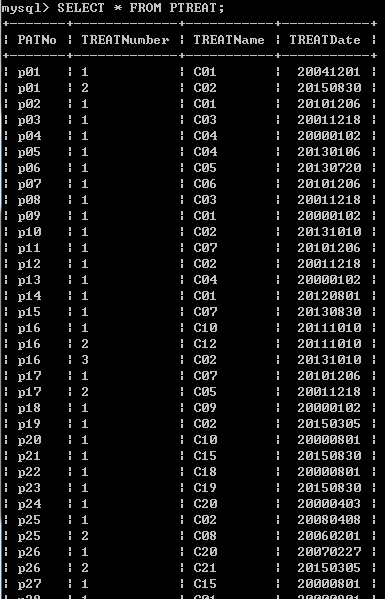 mysql> SELECT * FROM PTREAT;
+-------+-------------+-----------+-----------+
| PATNo | TREATNumber | TREATName | TREATDate |
+-------+-------------+-----------+-----------+
| p01 | 1 | C01 | 20041201 |
| p01 | 2 | C02 | 20150830 |
| p02 | 1 | C01 | 20101206 |
| p03 | 1 | C03 | 20011218 |
| p04 | 1 | C04 | 20000102 |
| p05 | 1 | C04 | 20130106 |
| p06 | 1 | C05 | 20130720 |
| p07 | 1 | C06 | 20101206 |
| p08 | 1 | C03 | 20011218 |
| p09 | 1 | C01 | 20000102 |
| p10 | 1 | C02 | 20131010 |
| p11 | 1 | C07 | 20101206 |
| p12 | 1 | C02 | 20011218 |
| p13 | 1 | C04 | 20000102 |
| p14 | 1 | C01 | 20120801 |
| p15 | 1 | C07 | 20130830 |
| p16 | 1 | C10 | 20111010 |
| p16 | 2 | C12 | 20111010 |
| p16 | 3 | C02 | 20131010 |
| p17 | 1 | C07 | 20101206 |
| p17 | 2 | C05 | 20011218 |
| p18 | 1 | C09 | 20000102 |
| p19 | 1 | C02 | 20150305 |
| p20 | 1 | C10 | 20000801 |
| p21 | 1 | C15 | 20150830 |
| p22 | 1 | C18 | 20000801 |
| p23 | 1 | C19 | 20150830 |
| p24 | 1 | C20 | 20000403 |
| p25 | 1 | C02 | 20080408 |
| p25 | 2 | C08 | 20060201 |
| p26 | 1 | C20 | 20070227 |
| p26 | 2 | C21 | 20150305 |
| p27 | 1 | C15 | 20000801 |